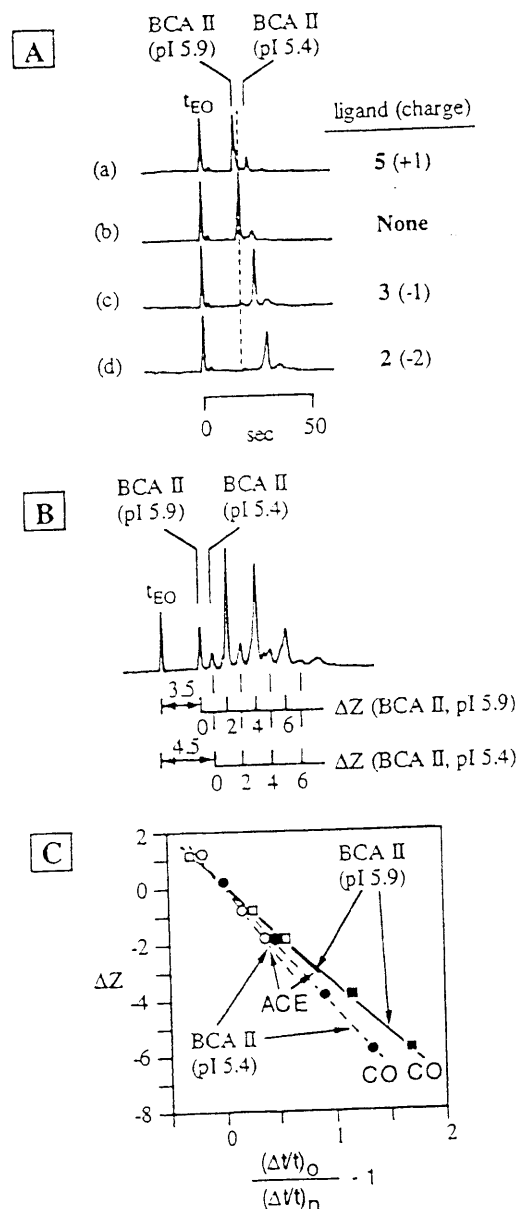 A
BCA II (pI 5.9)
BCA II (pI 5.4)
tEO
ligand (charge)
(a)
5 (+1)
(b)
None
(c)
3 (-1)
(d)
2 (-2)
0
50
sec
B
BCA II (pI 5.9)
BCA II (pI 5.4)
tEO
3.5
0 2 4 6
ΔZ (BCA II, pI 5.9)
4.5
0 2 4 6
ΔZ (BCA II, pI 5.4)
C
2
0
-2
-4
-6
-8
ΔZ
BCA II (pI 5.9)
ACE
BCA II (pI 5.4)
CO CO
0 1 2
(Δt/t)o
(Δt/t)n
- 1